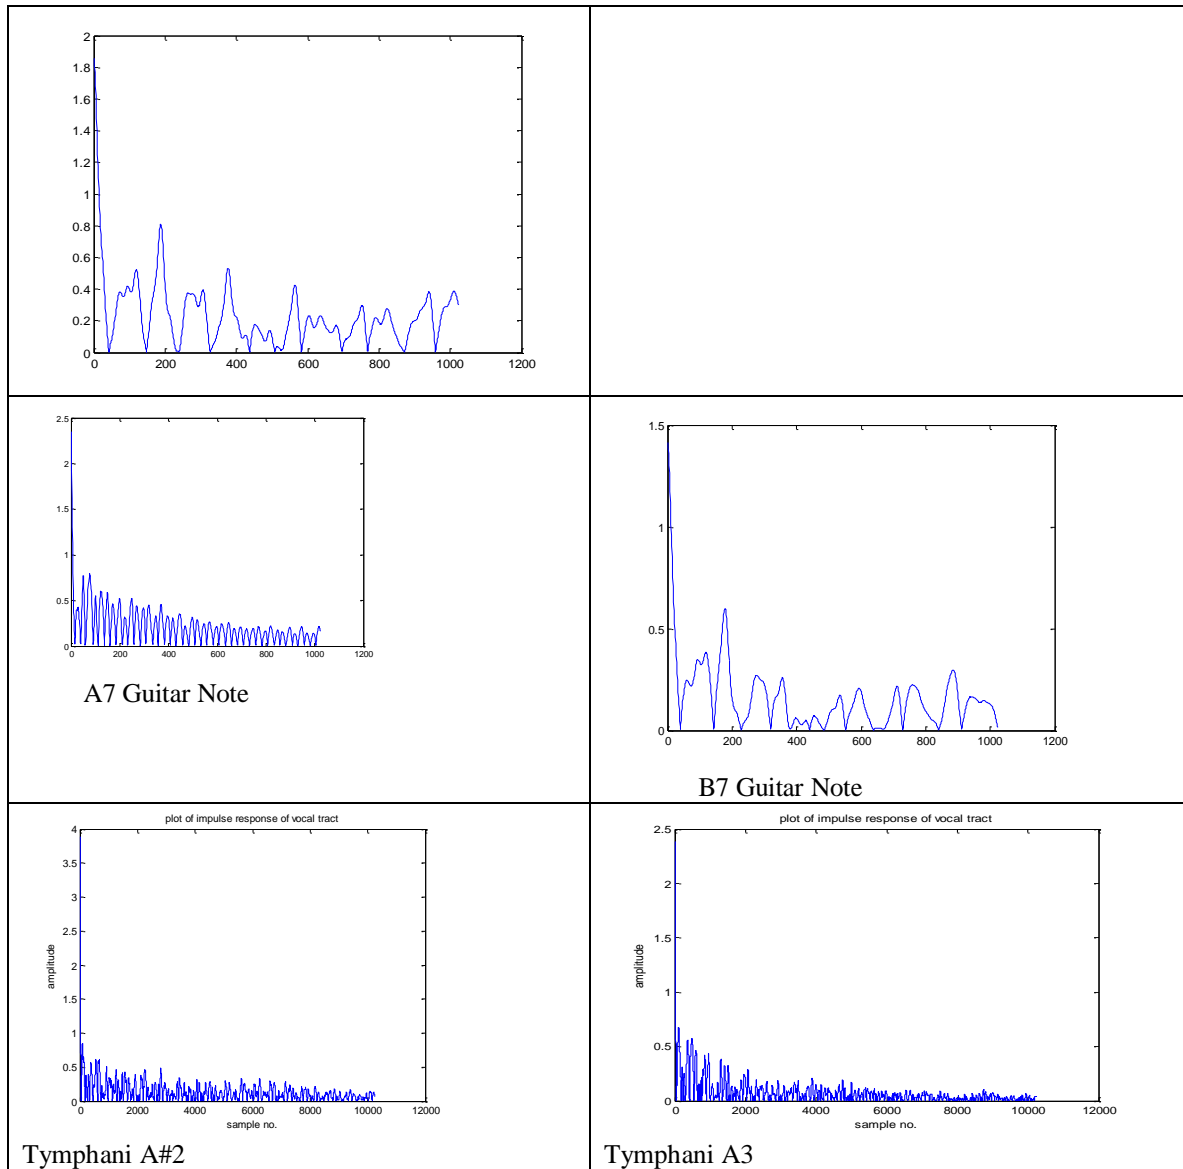 2
1.8
1.6
1.4
1.2
1
0.8
0.6
0.4
0.2
0
0 200 400 600 800 1000 1200
2.5
2
1.5
1
0.5
0
0 200 400 600 800 1000 1200
A7 Guitar Note
1.5
1
0.5
0
0 200 400 600 800 1000 1200
B7 Guitar Note
plot of impulse response of vocal tract
4
3.5
3
2.5
2
1.5
1
0.5
0
amplitude
0 2000 4000 6000 8000 10000 12000
sample no.
Tymphani A#2
plot of impulse response of vocal tract
2.5
2
1.5
1
0.5
0
amplitude
0 2000 4000 6000 8000 10000 12000
sample no.
Tymphani A3